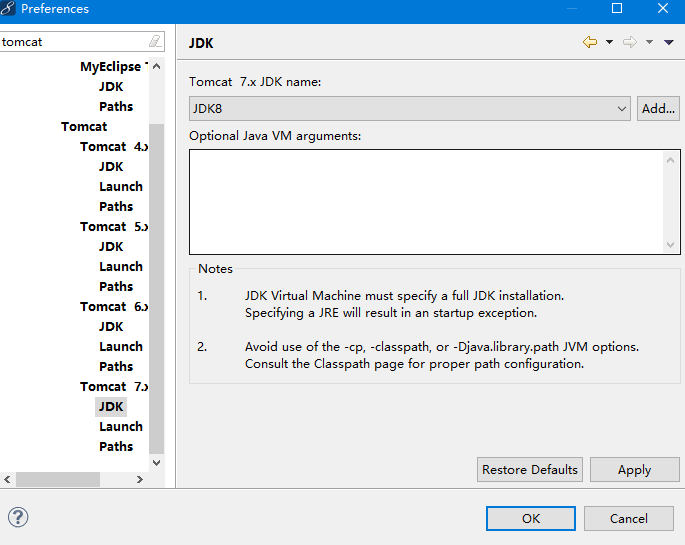 Preferences
tomcat
MyEclipse
JDK
Paths
Tomcat
Tomcat 4.x
JDK
Launch
Paths
Tomcat 5.x
JDK
Launch
Paths
Tomcat 6.x
JDK
Launch
Paths
Tomcat 7.x
JDK
Launch
Paths
JDK
Tomcat 7.x JDK name:
JDK8
Add...
Optional Java VM arguments:
Notes
1. JDK Virtual Machine must specify a full JDK installation.
Specifying a JRE will result in an startup exception.
2. Avoid use of the -cp, -classpath, or -Djava.library.path JVM options.
Consult the Classpath page for proper path configuration.
Restore Defaults
Apply
?
OK
Cancel